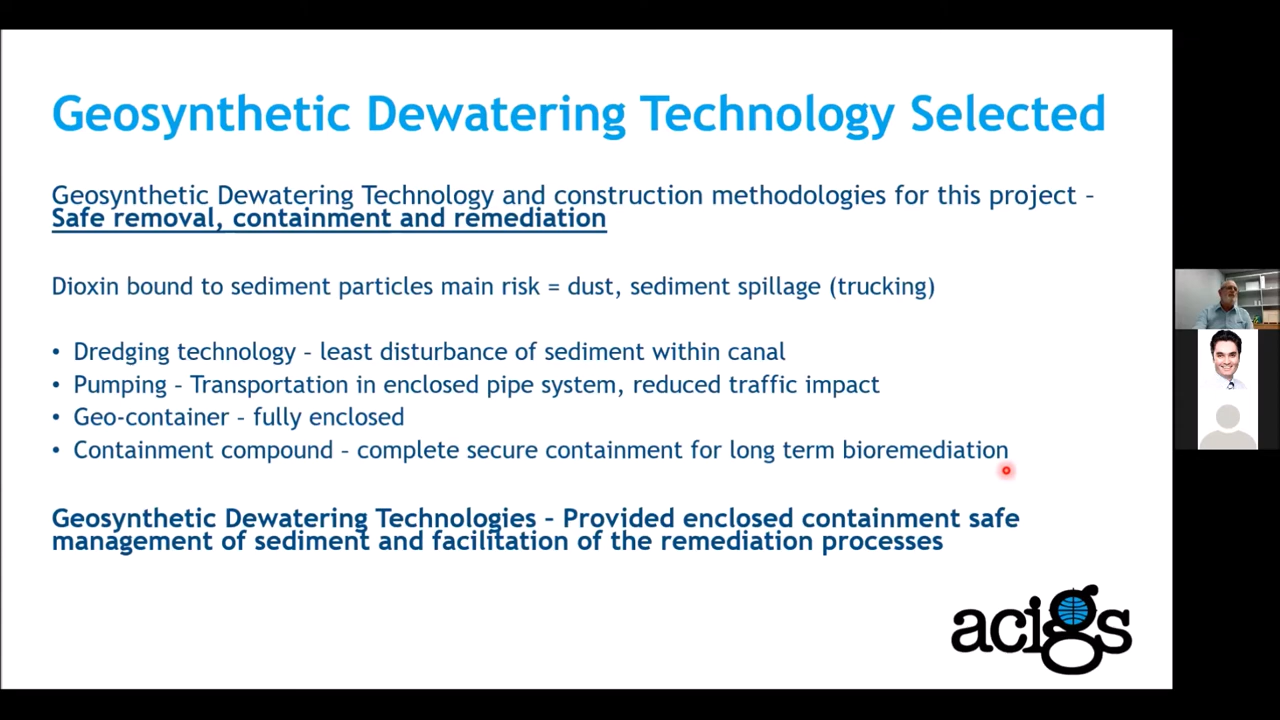 Geosynthetic Dewatering Technology Selected
Geosynthetic Dewatering Technology and construction methodologies for this project –
Safe removal, containment and remediation
Dioxin bound to sediment particles main risk = dust, sediment spillage (trucking)
• Dredging technology – least disturbance of sediment within canal
• Pumping – Transportation in enclosed pipe system, reduced traffic impact
• Geo-container – fully enclosed
• Containment compound – complete secure containment for long term bioremediation
Geosynthetic Dewatering Technologies – Provided enclosed containment safe
management of sediment and facilitation of the remediation processes
acigs